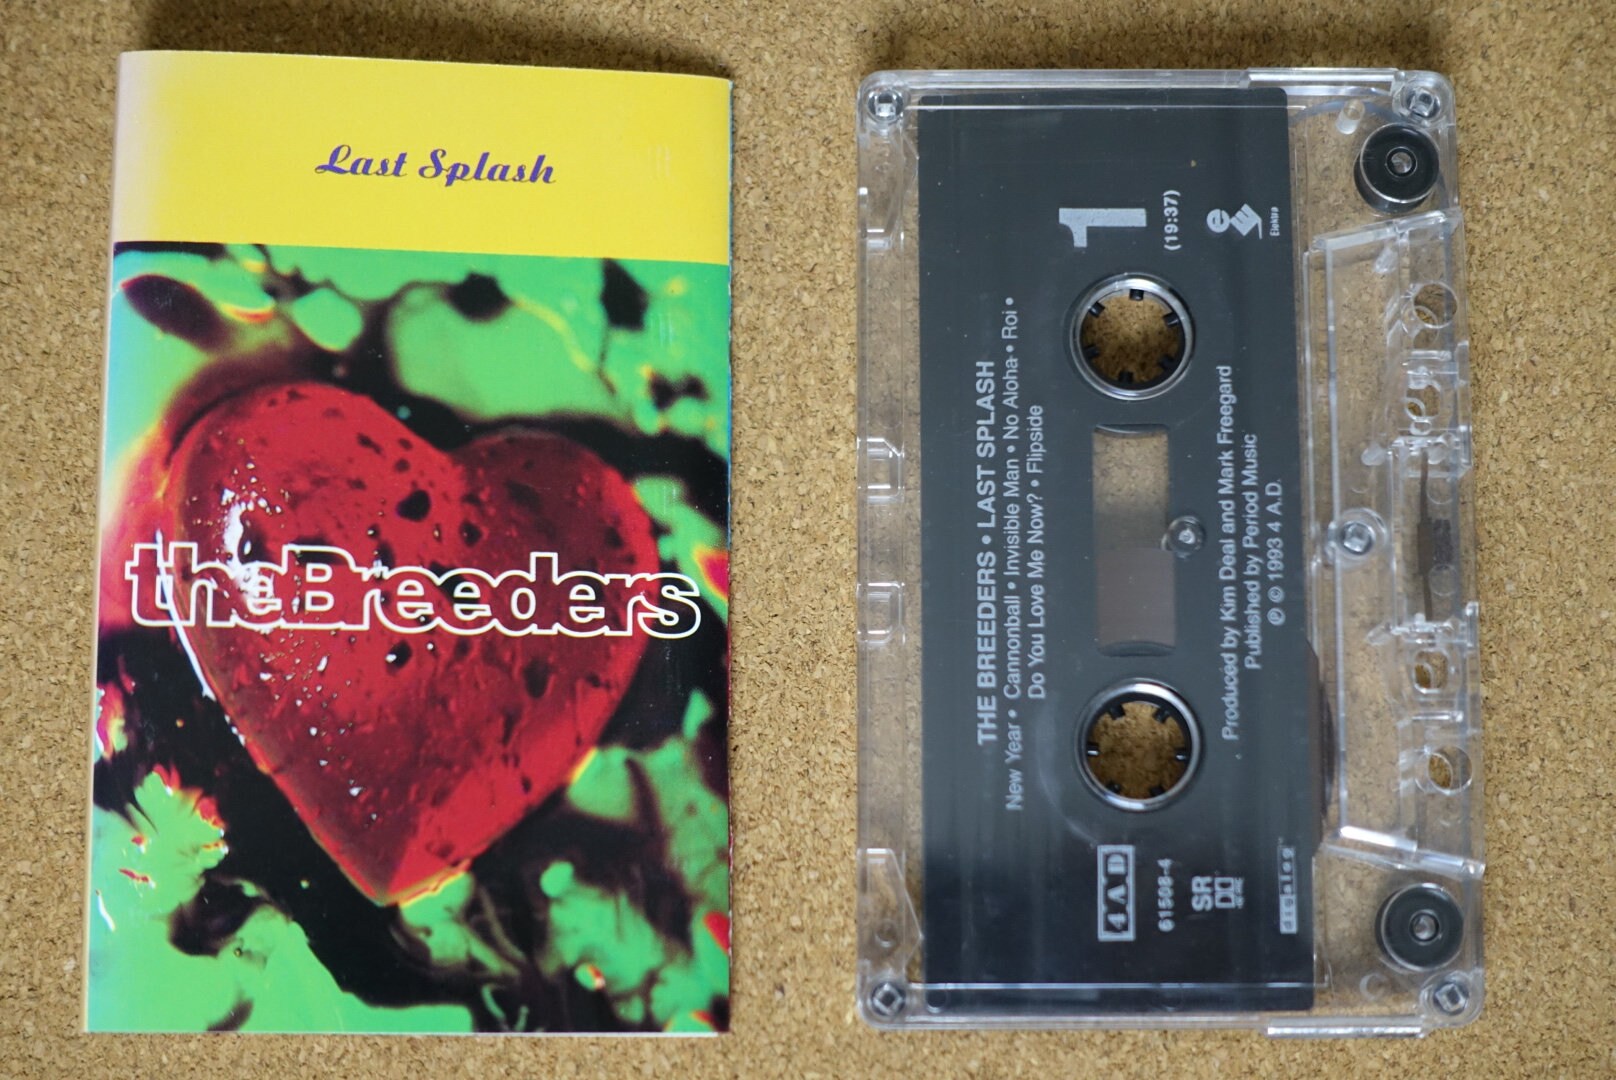 Last Splash
theBreeders
1
(19:37)
Elektra
THE BREEDERS • LAST SPLASH
New Year • Cannonball • Invisible Man • No Aloha • Roi •
Do You Love Me Now? • Flipside
Produced by Kim Deal and Mark Freegard
Published by Period Music
℗ © 1993 4 A.D.
4AD
61508-4
SR
digalog